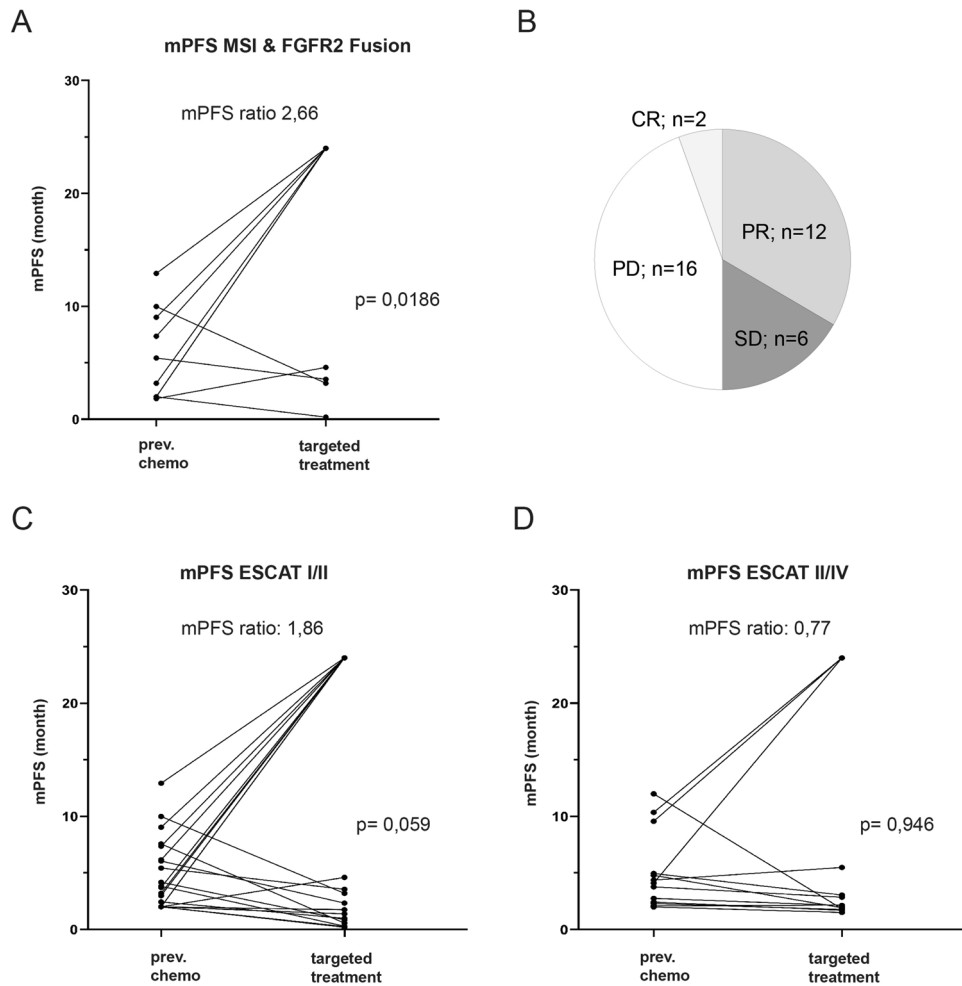 A
mPFS MSI & FGFR2 Fusion
mPFS ratio 2,66
p= 0,0186
mPFS (month)
30
20
10
0
prev.
chemo
targeted
treatment
B
CR; n=2
PR; n=12
PD; n=16
SD; n=6
C
mPFS ESCAT I/II
mPFS ratio: 1,86
p= 0,059
mPFS (month)
30
20
10
0
prev.
chemo
targeted
treatment
D
mPFS ESCAT II/IV
mPFS ratio: 0,77
p= 0,946
mPFS (month)
30
20
10
0
prev.
chemo
targeted
treatment